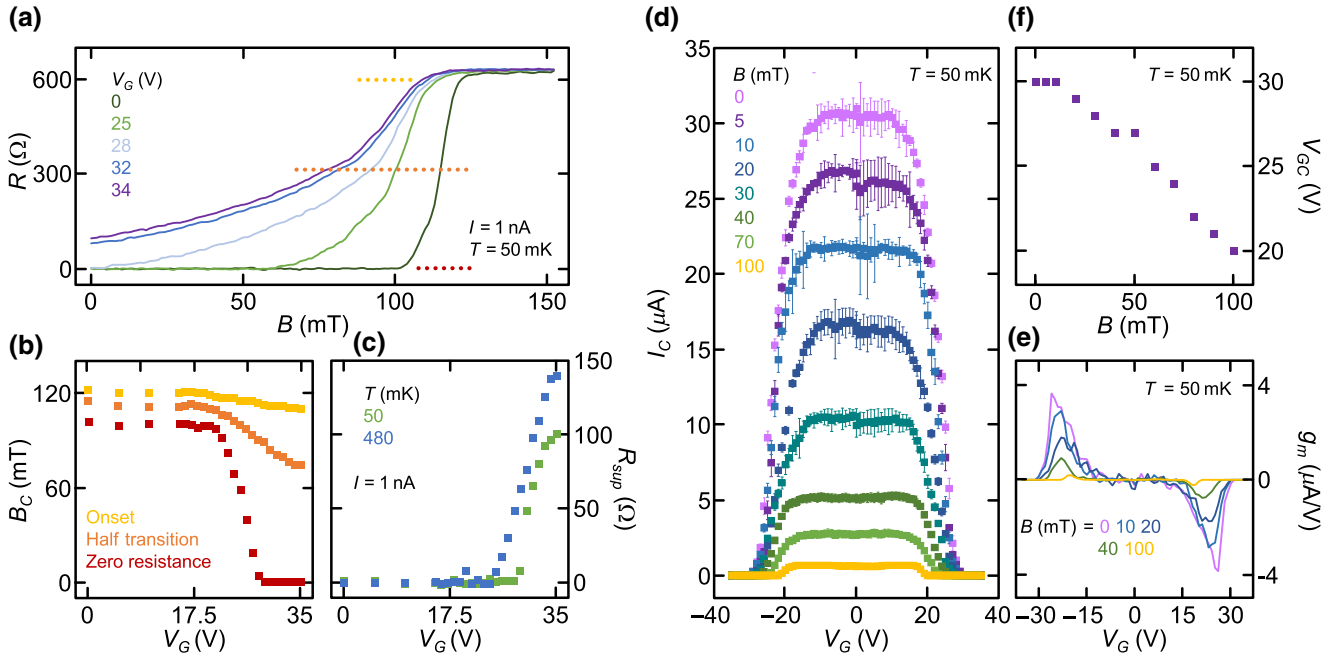 (a)
600
300
0
R (Ω)
V_G (V)
0
25
28
32
34
I = 1 nA
T = 50 mK
0
50
100
150
B (mT)
(b)
120
60
0
B_C (mT)
Onset
Half transition
Zero resistance
0
17.5
35
V_G (V)
(c)
T (mK)
50
480
I = 1 nA
150
100
50
0
R_sup (Ω)
0
17.5
35
V_G (V)
(d)
35
30
25
20
15
10
5
0
I_C (µA)
B (mT)
0
5
10
20
30
40
70
100
T = 50 mK
−40
−20
0
20
40
V_G (V)
(f)
T = 50 mK
30
25
20
V_GC (V)
0
50
100
B (mT)
(e)
T = 50 mK
4
0
−4
g_m (µA/V)
B (mT) = 0 10 20
40 100
−30
−15
0
15
30
V_G (V)